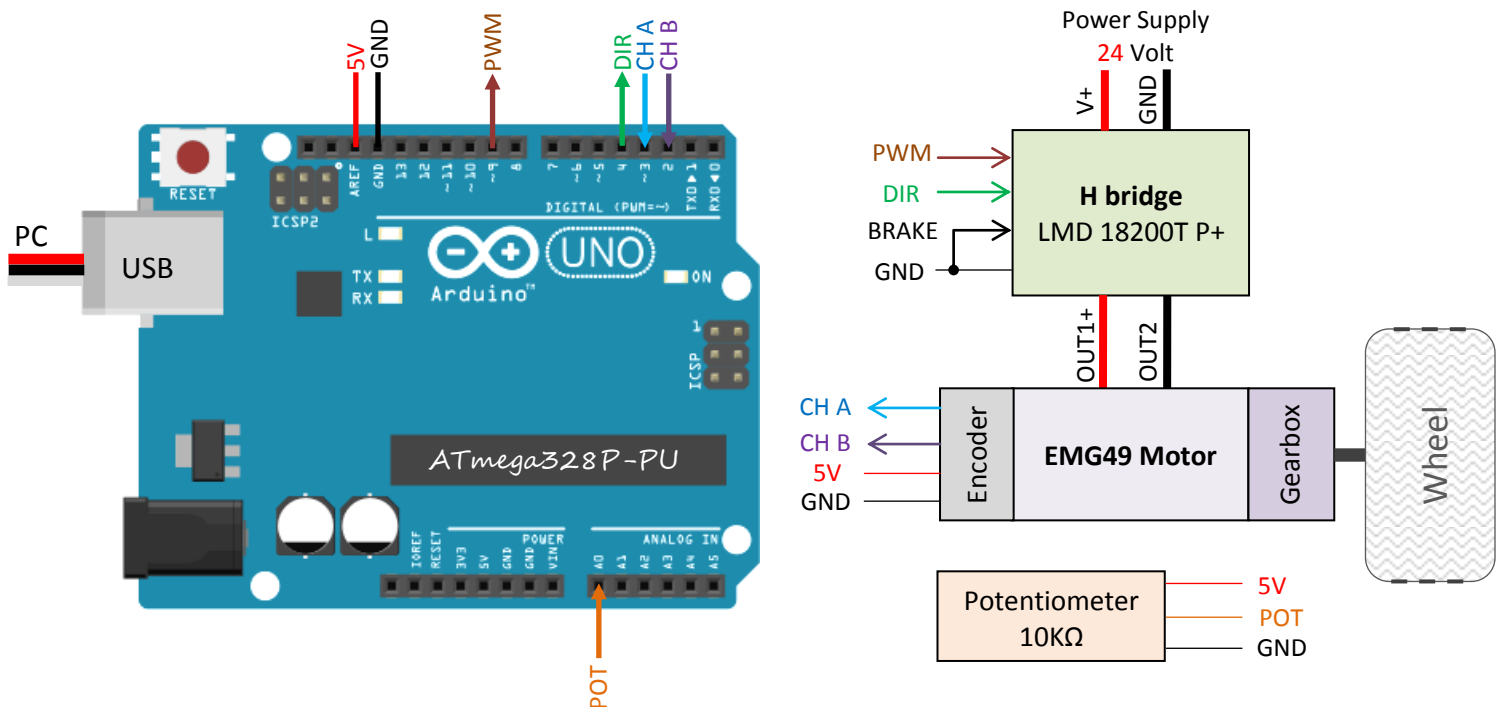 5V
GND
PWM
DIR
CH A
CH B
RESET
ICSP2
AREF
GND
13
12
~11
~10
~9
8
7
~6
~5
4
~3
2
TXD▶1
RXD◀0
DIGITAL (PWM=~)
L
TX
RX
Arduino™
UNO
ON
1
ICSP
PC
USB
ATmega328P-PU
POWER
ANALOG IN
IOREF
RESET
3V3
5V
GND
GND
VIN
A0
A1
A2
A3
A4
A5
POT
Power Supply
24 Volt
V+
GND
PWM
DIR
BRAKE
GND
H bridge
LMD 18200T P+
OUT1+
OUT2
CH A
CH B
5V
GND
Encoder
EMG49 Motor
Gearbox
Wheel
Potentiometer
10KΩ
5V
POT
GND